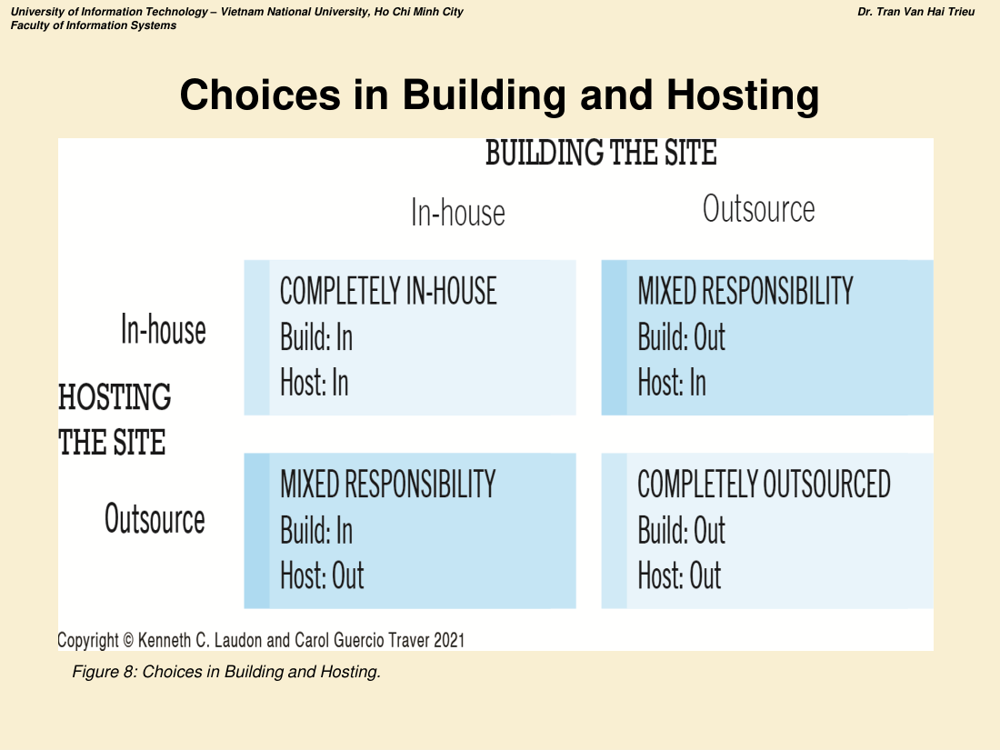 University of Information Technology – Vietnam National University, Ho Chi Minh City
Faculty of Information Systems
Dr. Tran Van Hai Trieu
Choices in Building and Hosting
BUILDING THE SITE
In-house
Outsource
In-house
COMPLETELY IN-HOUSE
Build: In
Host: In
MIXED RESPONSIBILITY
Build: Out
Host: In
HOSTING
THE SITE
Outsource
MIXED RESPONSIBILITY
Build: In
Host: Out
COMPLETELY OUTSOURCED
Build: Out
Host: Out
Copyright © Kenneth C. Laudon and Carol Guercio Traver 2021
Figure 8: Choices in Building and Hosting.